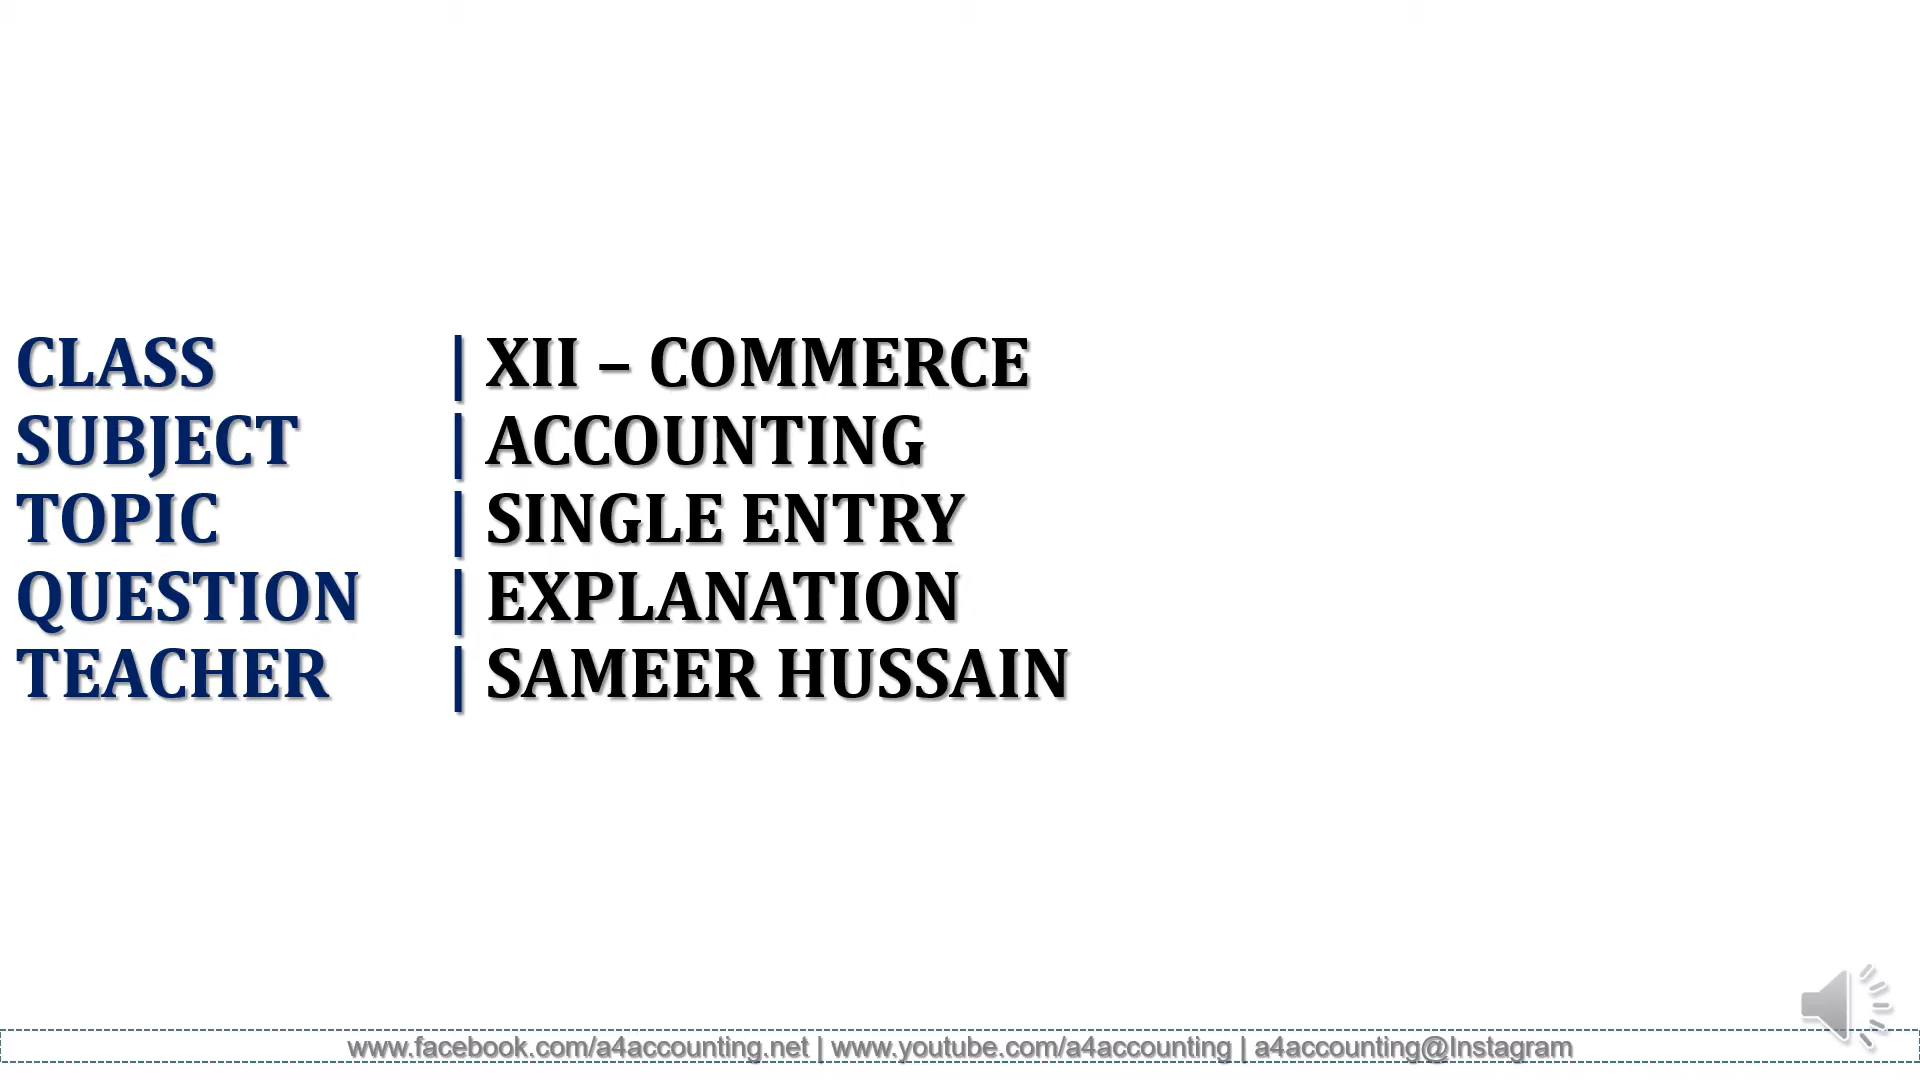 CLASS | XII – COMMERCE
SUBJECT | ACCOUNTING
TOPIC | SINGLE ENTRY
QUESTION | EXPLANATION
TEACHER | SAMEER HUSSAIN
www.facebook.com/a4accounting.net | www.youtube.com/a4accounting | a4accounting@Instagram